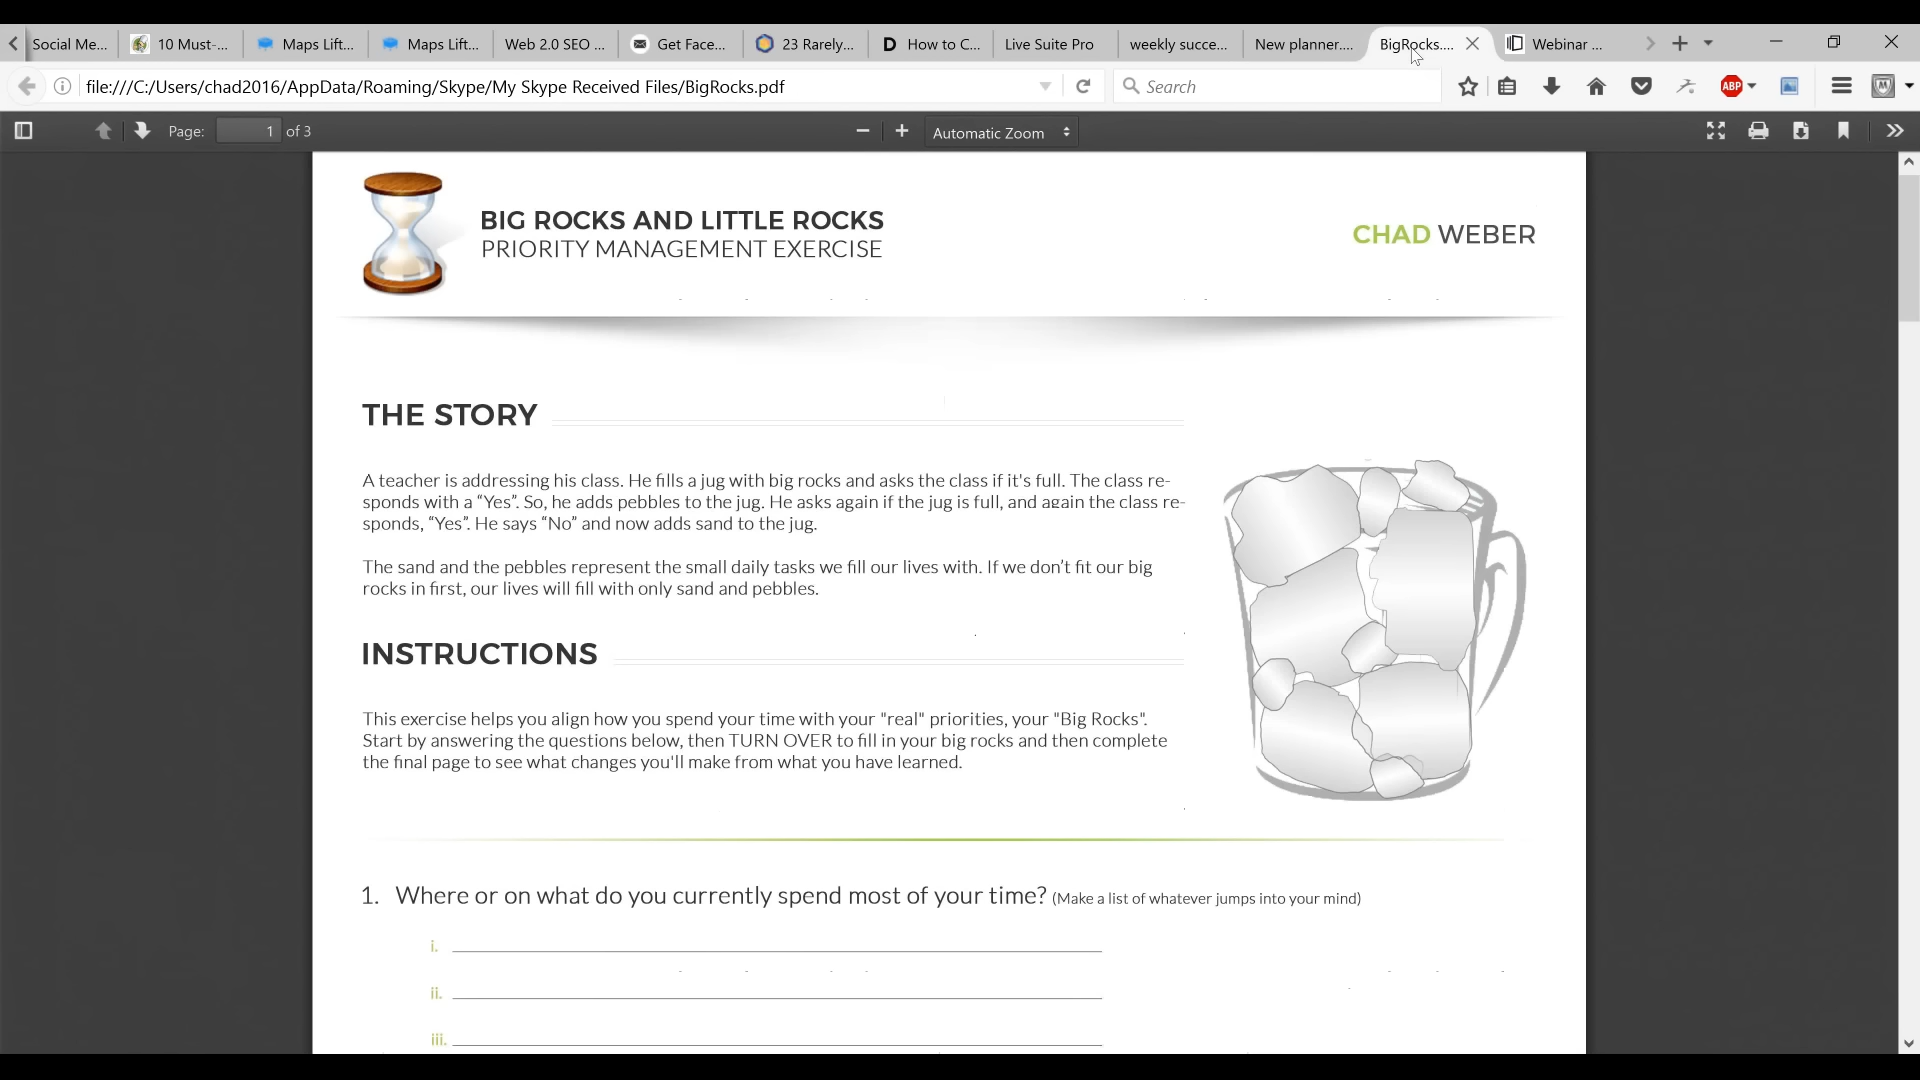 Social Me...
10 Must-...
Maps Lift...
Maps Lift...
Web 2.0 SEO ...
Get Face...
23 Rarely...
D How to C...
Live Suite Pro
weekly succe...
New planner....
BigRocks....
Webinar ...
file:///C:/Users/chad2016/AppData/Roaming/Skype/My Skype Received Files/BigRocks.pdf
Search
ABP
Page: 1 of 3
Automatic Zoom
BIG ROCKS AND LITTLE ROCKS
PRIORITY MANAGEMENT EXERCISE
CHAD WEBER
THE STORY
A teacher is addressing his class. He fills a jug with big rocks and asks the class if it's full. The class re-
sponds with a “Yes”. So, he adds pebbles to the jug. He asks again if the jug is full, and again the class re-
sponds, “Yes”. He says “No” and now adds sand to the jug.
The sand and the pebbles represent the small daily tasks we fill our lives with. If we don’t fit our big
rocks in first, our lives will fill with only sand and pebbles.
INSTRUCTIONS
This exercise helps you align how you spend your time with your "real" priorities, your "Big Rocks".
Start by answering the questions below, then TURN OVER to fill in your big rocks and then complete
the final page to see what changes you'll make from what you have learned.
1. Where or on what do you currently spend most of your time? (Make a list of whatever jumps into your mind)
i.
ii.
iii.